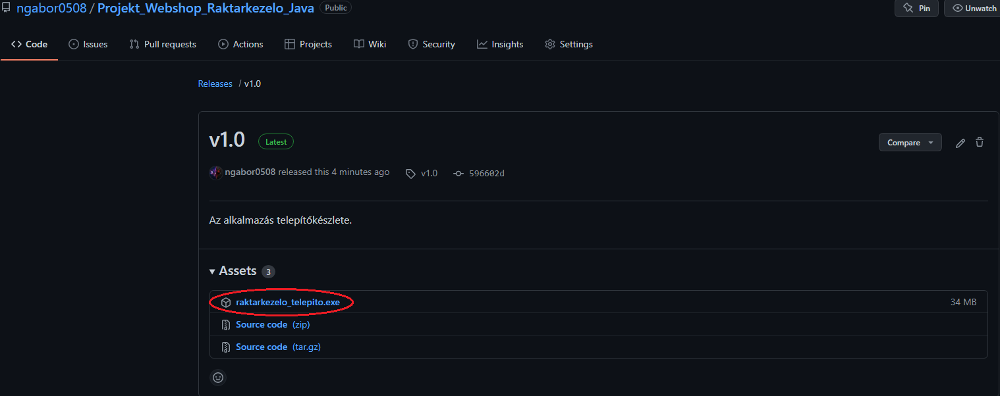 ngabor0508 / Projekt_Webshop_Raktarkezelo_Java Public Pin Unwatch
Code Issues Pull requests Actions Projects Wiki Security Insights Settings
Releases / v1.0
v1.0 Latest Compare
ngabor0508 released this 4 minutes ago v1.0 596602d
Az alkalmazás telepítőkészlete.
Assets 3
raktarkezelo_telepito.exe 34 MB
Source code (zip)
Source code (tar.gz)